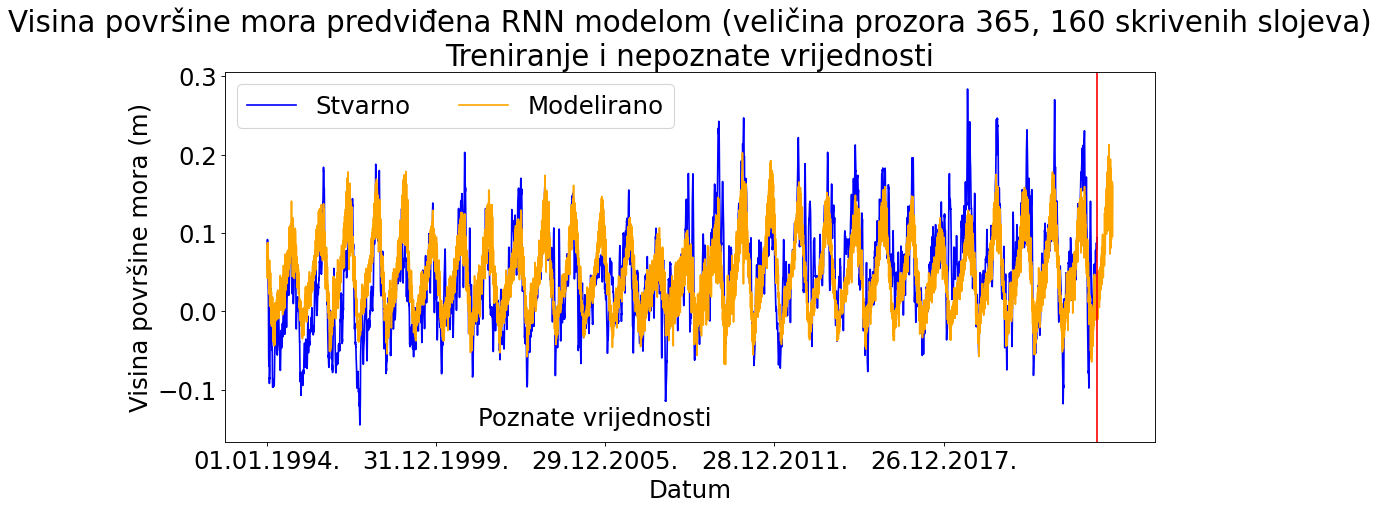 Visina površine mora predviđena RNN modelom (veličina prozora 365, 160 skrivenih slojeva)
Treniranje i nepoznate vrijednosti
Stvarno
Modelirano
Visina površine mora (m)
0.3
0.2
0.1
0.0
−0.1
Poznate vrijednosti
01.01.1994.
31.12.1999.
29.12.2005.
28.12.2011.
26.12.2017.
Datum